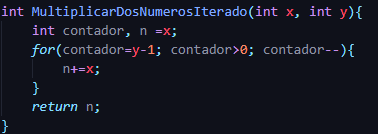 int MultiplicarDosNumerosIterado(int x, int y){
int contador, n =x;
for(contador=y-1; contador>0; contador--){
n+=x;
}
return n;
}